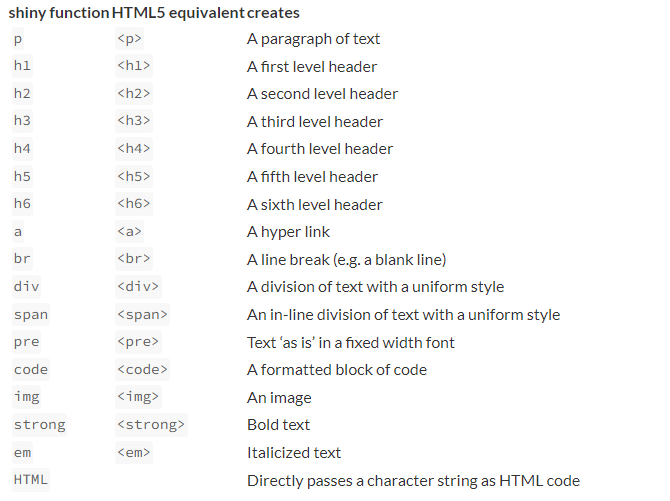 shiny function HTML5 equivalent creates
p <p> A paragraph of text
h1 <h1> A first level header
h2 <h2> A second level header
h3 <h3> A third level header
h4 <h4> A fourth level header
h5 <h5> A fifth level header
h6 <h6> A sixth level header
a <a> A hyper link
br <br> A line break (e.g. a blank line)
div <div> A division of text with a uniform style
span <span> An in-line division of text with a uniform style
pre <pre> Text ‘as is’ in a fixed width font
code <code> A formatted block of code
img <img> An image
strong <strong> Bold text
em <em> Italicized text
HTML Directly passes a character string as HTML code